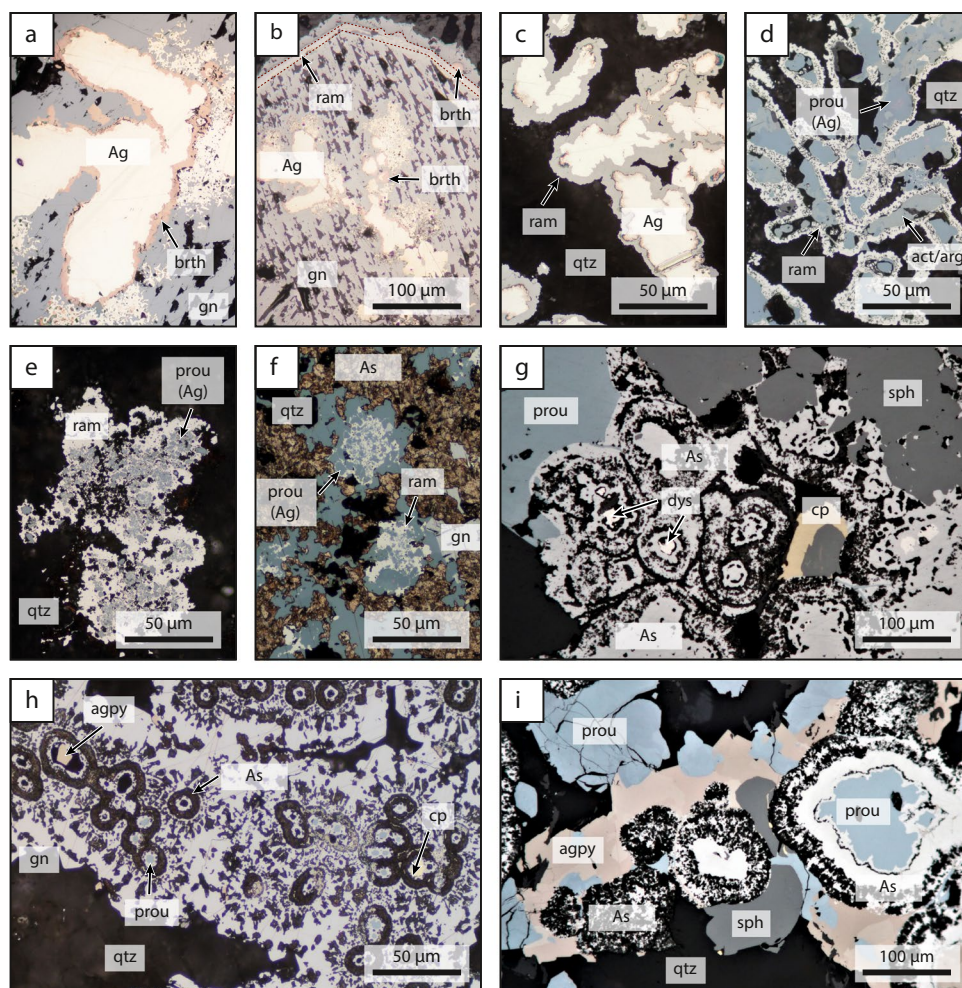 a
Ag
brth
gn
b
ram
brth
Ag
brth
gn
100 µm
c
ram
Ag
qtz
50 µm
d
prou
(Ag)
qtz
ram
act/arg
50 µm
e
prou
(Ag)
ram
qtz
50 µm
f
As
qtz
prou
(Ag)
ram
gn
50 µm
g
prou
sph
As
dys
cp
As
100 µm
h
agpy
As
cp
gn
prou
qtz
50 µm
i
prou
prou
agpy
As
As
sph
qtz
100 µm